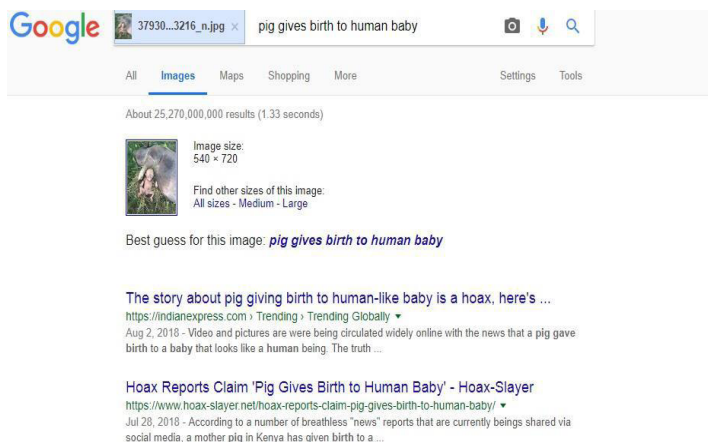 Google 37930...3216_n.jpg × pig gives birth to human baby
All Images Maps Shopping More Settings Tools
About 25,270,000,000 results (1.33 seconds)
Image size:
540 × 720
Find other sizes of this image:
All sizes - Medium - Large
Best guess for this image: pig gives birth to human baby
The story about pig giving birth to human-like baby is a hoax, here's ...
https://indianexpress.com › Trending › Trending Globally
Aug 2, 2018 - Video and pictures are were being circulated widely online with the news that a pig gave
birth to a baby that looks like a human being. The truth ...
Hoax Reports Claim 'Pig Gives Birth to Human Baby' - Hoax-Slayer
https://www.hoax-slayer.net/hoax-reports-claim-pig-gives-birth-to-human-baby/
Jul 28, 2018 - According to a number of breathless "news" reports that are currently beings shared via
social media, a mother pig in Kenya has given birth to a ...